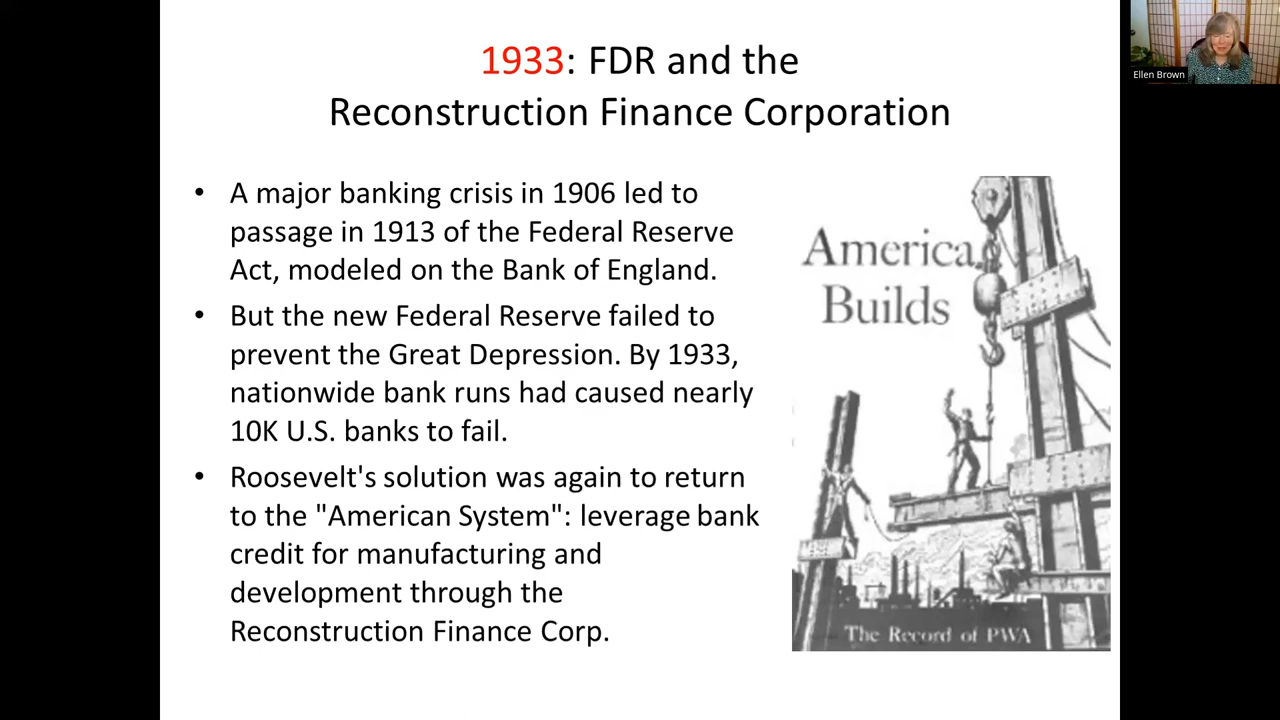 1933: FDR and the
Reconstruction Finance Corporation
• A major banking crisis in 1906 led to
passage in 1913 of the Federal Reserve
Act, modeled on the Bank of England.
• But the new Federal Reserve failed to
prevent the Great Depression. By 1933,
nationwide bank runs had caused nearly
10K U.S. banks to fail.
• Roosevelt's solution was again to return
to the "American System": leverage bank
credit for manufacturing and
development through the
Reconstruction Finance Corp.
America
Builds
The Record of PWA
Ellen Brown